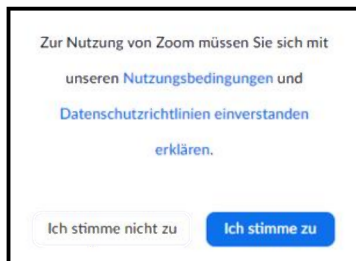 Zur Nutzung von Zoom müssen Sie sich mit
unseren Nutzungsbedingungen und
Datenschutzrichtlinien einverstanden
erklären.
Ich stimme nicht zu
Ich stimme zu